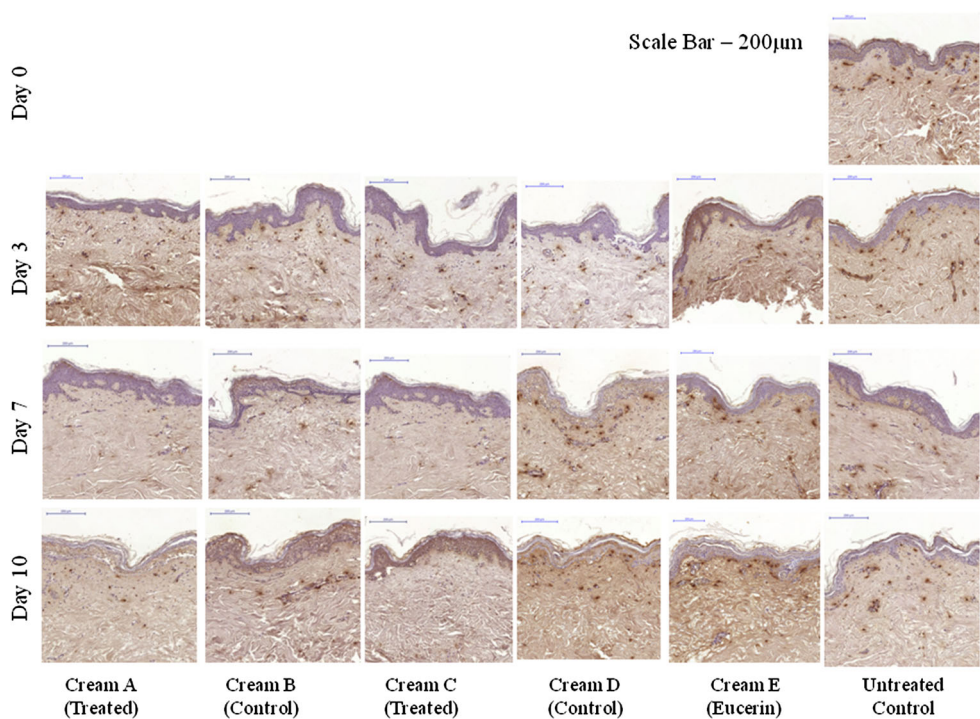 Scale Bar – 200µm
Day 0
Day 3
Day 7
Day 10
Cream A
(Treated)
Cream B
(Control)
Cream C
(Treated)
Cream D
(Control)
Cream E
(Eucerin)
Untreated
Control